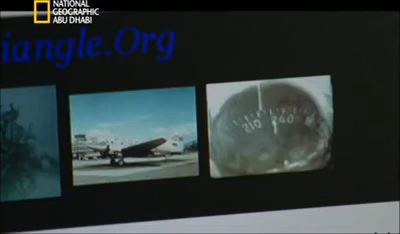 NATIONAL
GEOGRAPHIC
ABU DHABI
iangle.Org
210 240